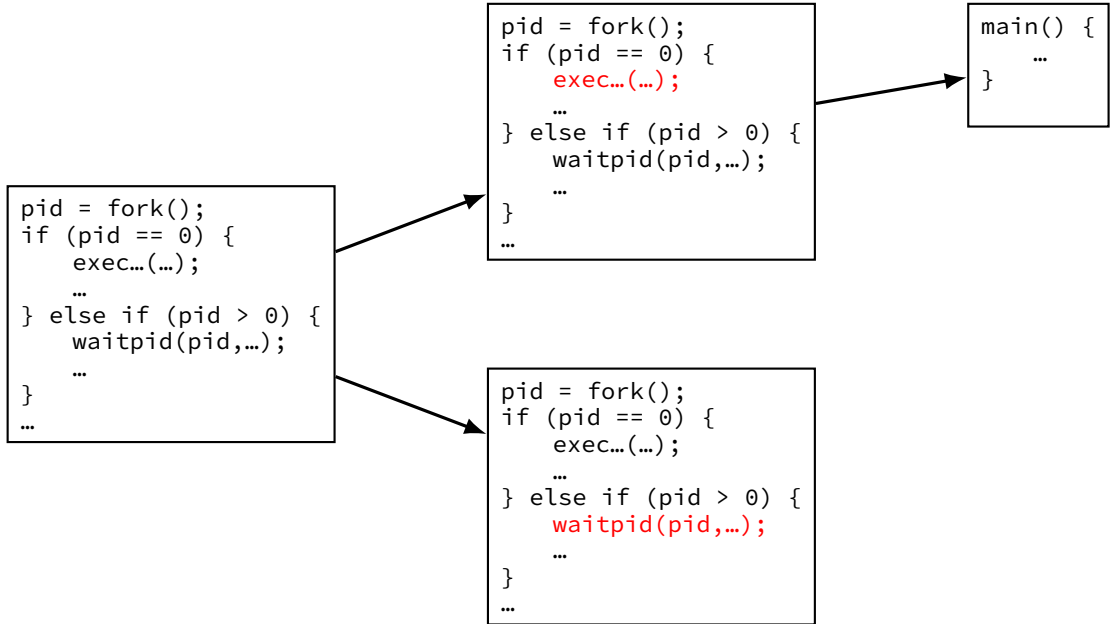 pid = fork();
if (pid == 0) {
    exec…(…);
    …
} else if (pid > 0) {
    waitpid(pid,…);
    …
}
…
pid = fork();
if (pid == 0) {
    exec…(…);
    …
} else if (pid > 0) {
    waitpid(pid,…);
    …
}
…
main() {
    …
}
pid = fork();
if (pid == 0) {
    exec…(…);
    …
} else if (pid > 0) {
    waitpid(pid,…);
    …
}
…